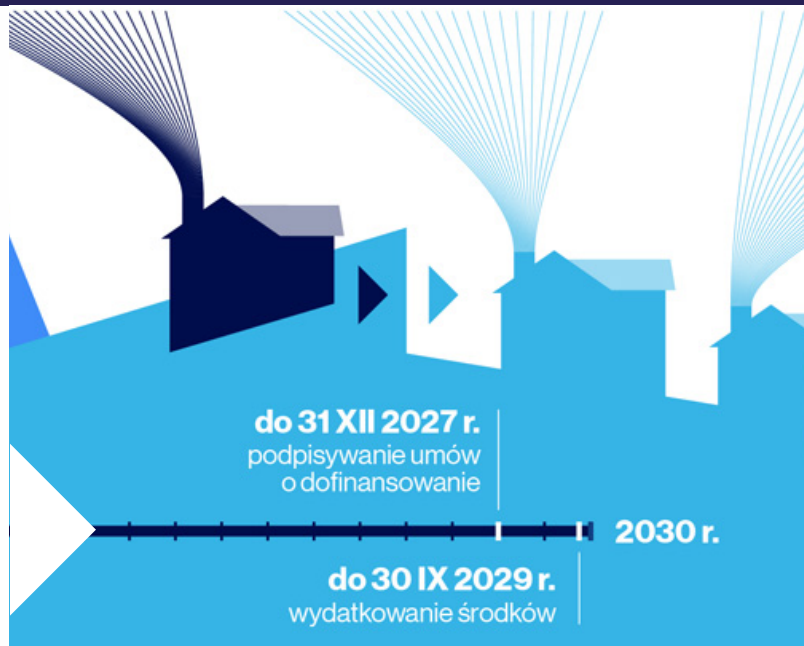 do 31 XII 2027 r.
podpisywanie umów
o dofinansowanie
2030 r.
do 30 IX 2029 r.
wydatkowanie środków